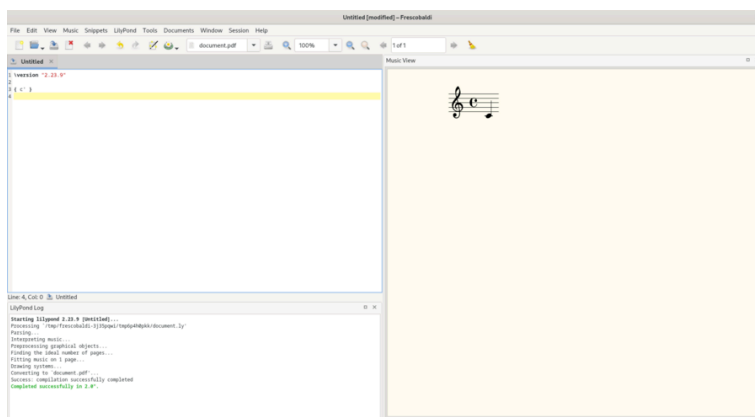 Untitled [modified] – Frescobaldi
File Edit View Music Snippets LilyPond Tools Documents Window Session Help
document.pdf 100% 1 of 1
Untitled
Music View
1 \version "2.23.9"
2
3 { c' }
4
Line: 4, Col: 0 Untitled
LilyPond Log
Starting lilypond 2.23.9 [Untitled]...
Parsing...
Interpreting music...
Preprocessing graphical objects...
Finding the ideal number of pages...
Fitting music on 1 page...
Drawing systems...
Converting to `document.pdf'...
Success: compilation successfully completed
Completed successfully in 1.0".